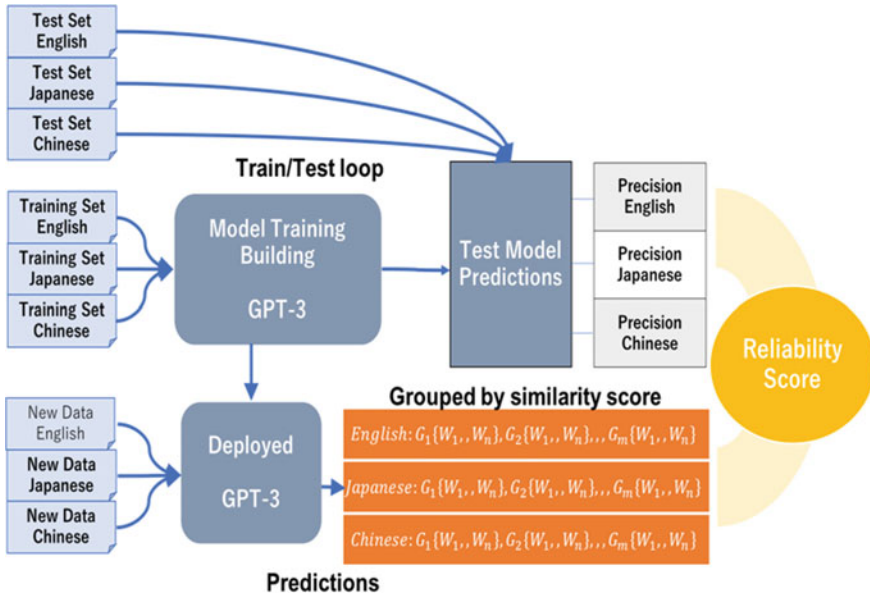 Test Set
English
Test Set
Japanese
Test Set
Chinese
Train/Test loop
Training Set
English
Training Set
Japanese
Training Set
Chinese
Model Training
Building
GPT-3
Test Model
Predictions
Precision
English
Precision
Japanese
Precision
Chinese
Reliability
Score
New Data
English
New Data
Japanese
New Data
Chinese
Deployed
GPT-3
Grouped by similarity score
English: G₁{W₁,, Wₙ}, G₂{W₁,, Wₙ},,, Gₘ{W₁,, Wₙ}
Japanese: G₁{W₁,, Wₙ}, G₂{W₁,, Wₙ},,, Gₘ{W₁,, Wₙ}
Chinese: G₁{W₁,, Wₙ}, G₂{W₁,, Wₙ},,, Gₘ{W₁,, Wₙ}
Predictions